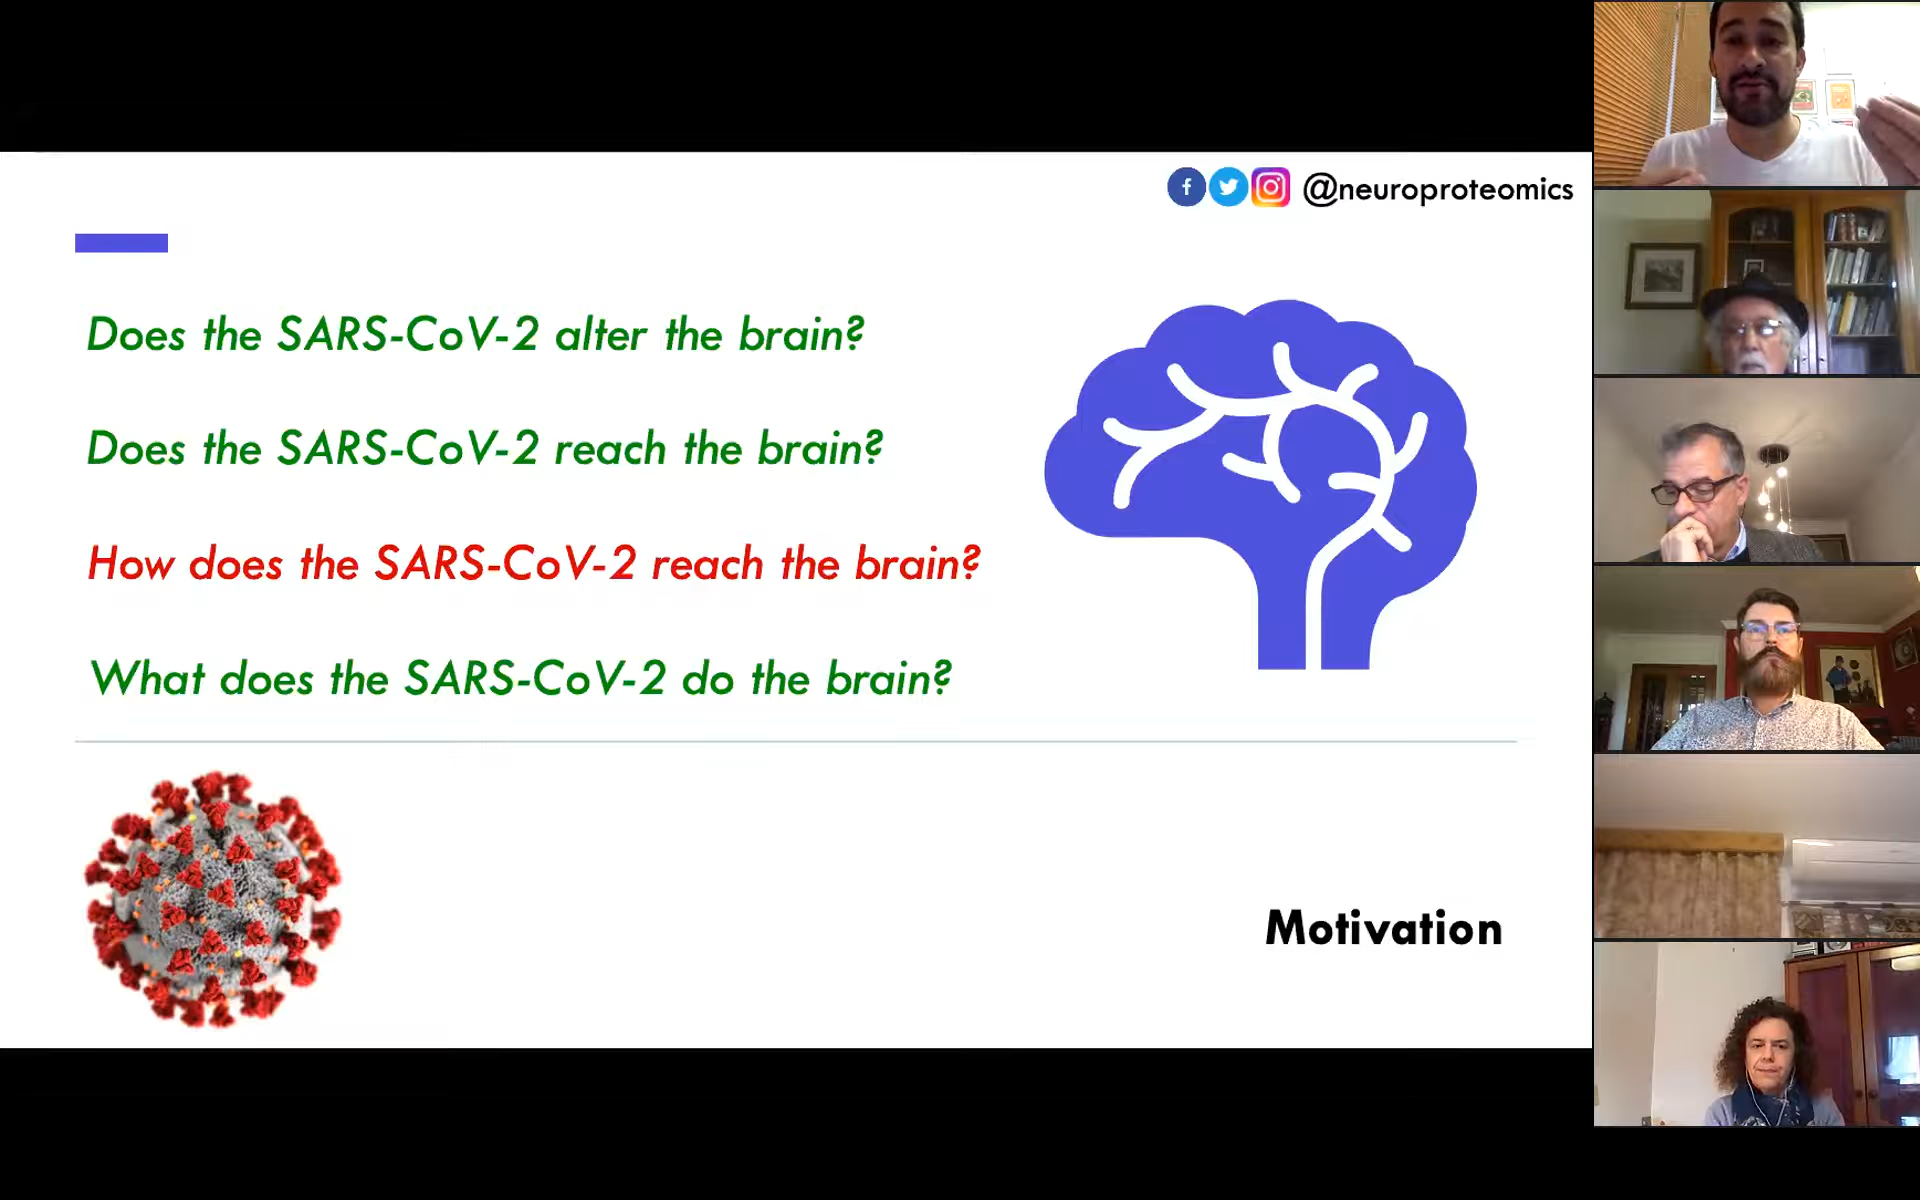 @neuroproteomics
Does the SARS-CoV-2 alter the brain?
Does the SARS-CoV-2 reach the brain?
How does the SARS-CoV-2 reach the brain?
What does the SARS-CoV-2 do the brain?
Motivation